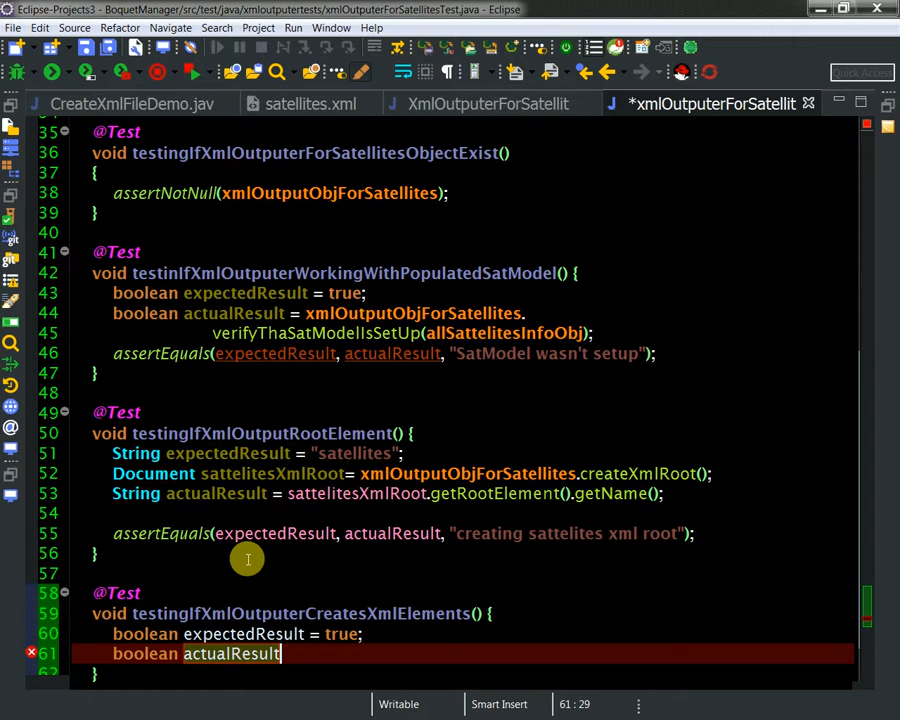 Eclipse-Projects3 - BoquetManager/src/test/java/xmloutputertests/xmlOutputerForSatellitesTest.java - Eclipse
File Edit Source Refactor Navigate Search Project Run Window Help
Quick Access
CreateXmlFileDemo.jav satellites.xml XmlOutputerForSatellit *xmlOutputerForSatellit
35 @Test
36 void testingIfXmlOutputerForSatellitesObjectExist()
37 {
38 assertNotNull(xmlOutputObjForSatellites);
39 }
40
41 @Test
42 void testinIfXmlOutputerWorkingWithPopulatedSatModel() {
43 boolean expectedResult = true;
44 boolean actualResult = xmlOutputObjForSatellites.
45 verifyThaSatModelIsSetUp(allSattelitesInfoObj);
46 assertEquals(expectedResult, actualResult, "SatModel wasn't setup");
47 }
48
49 @Test
50 void testingIfXmlOutputRootElement() {
51 String expectedResult = "satellites";
52 Document sattelitesXmlRoot= xmlOutputObjForSatellites.createXmlRoot();
53 String actualResult = sattelitesXmlRoot.getRootElement().getName();
54
55 assertEquals(expectedResult, actualResult, "creating sattelites xml root");
56 }
57
58 @Test
59 void testingIfXmlOutputerCreatesXmlElements() {
60 boolean expectedResult = true;
61 boolean actualResult
62 }
Writable Smart Insert 61 : 29